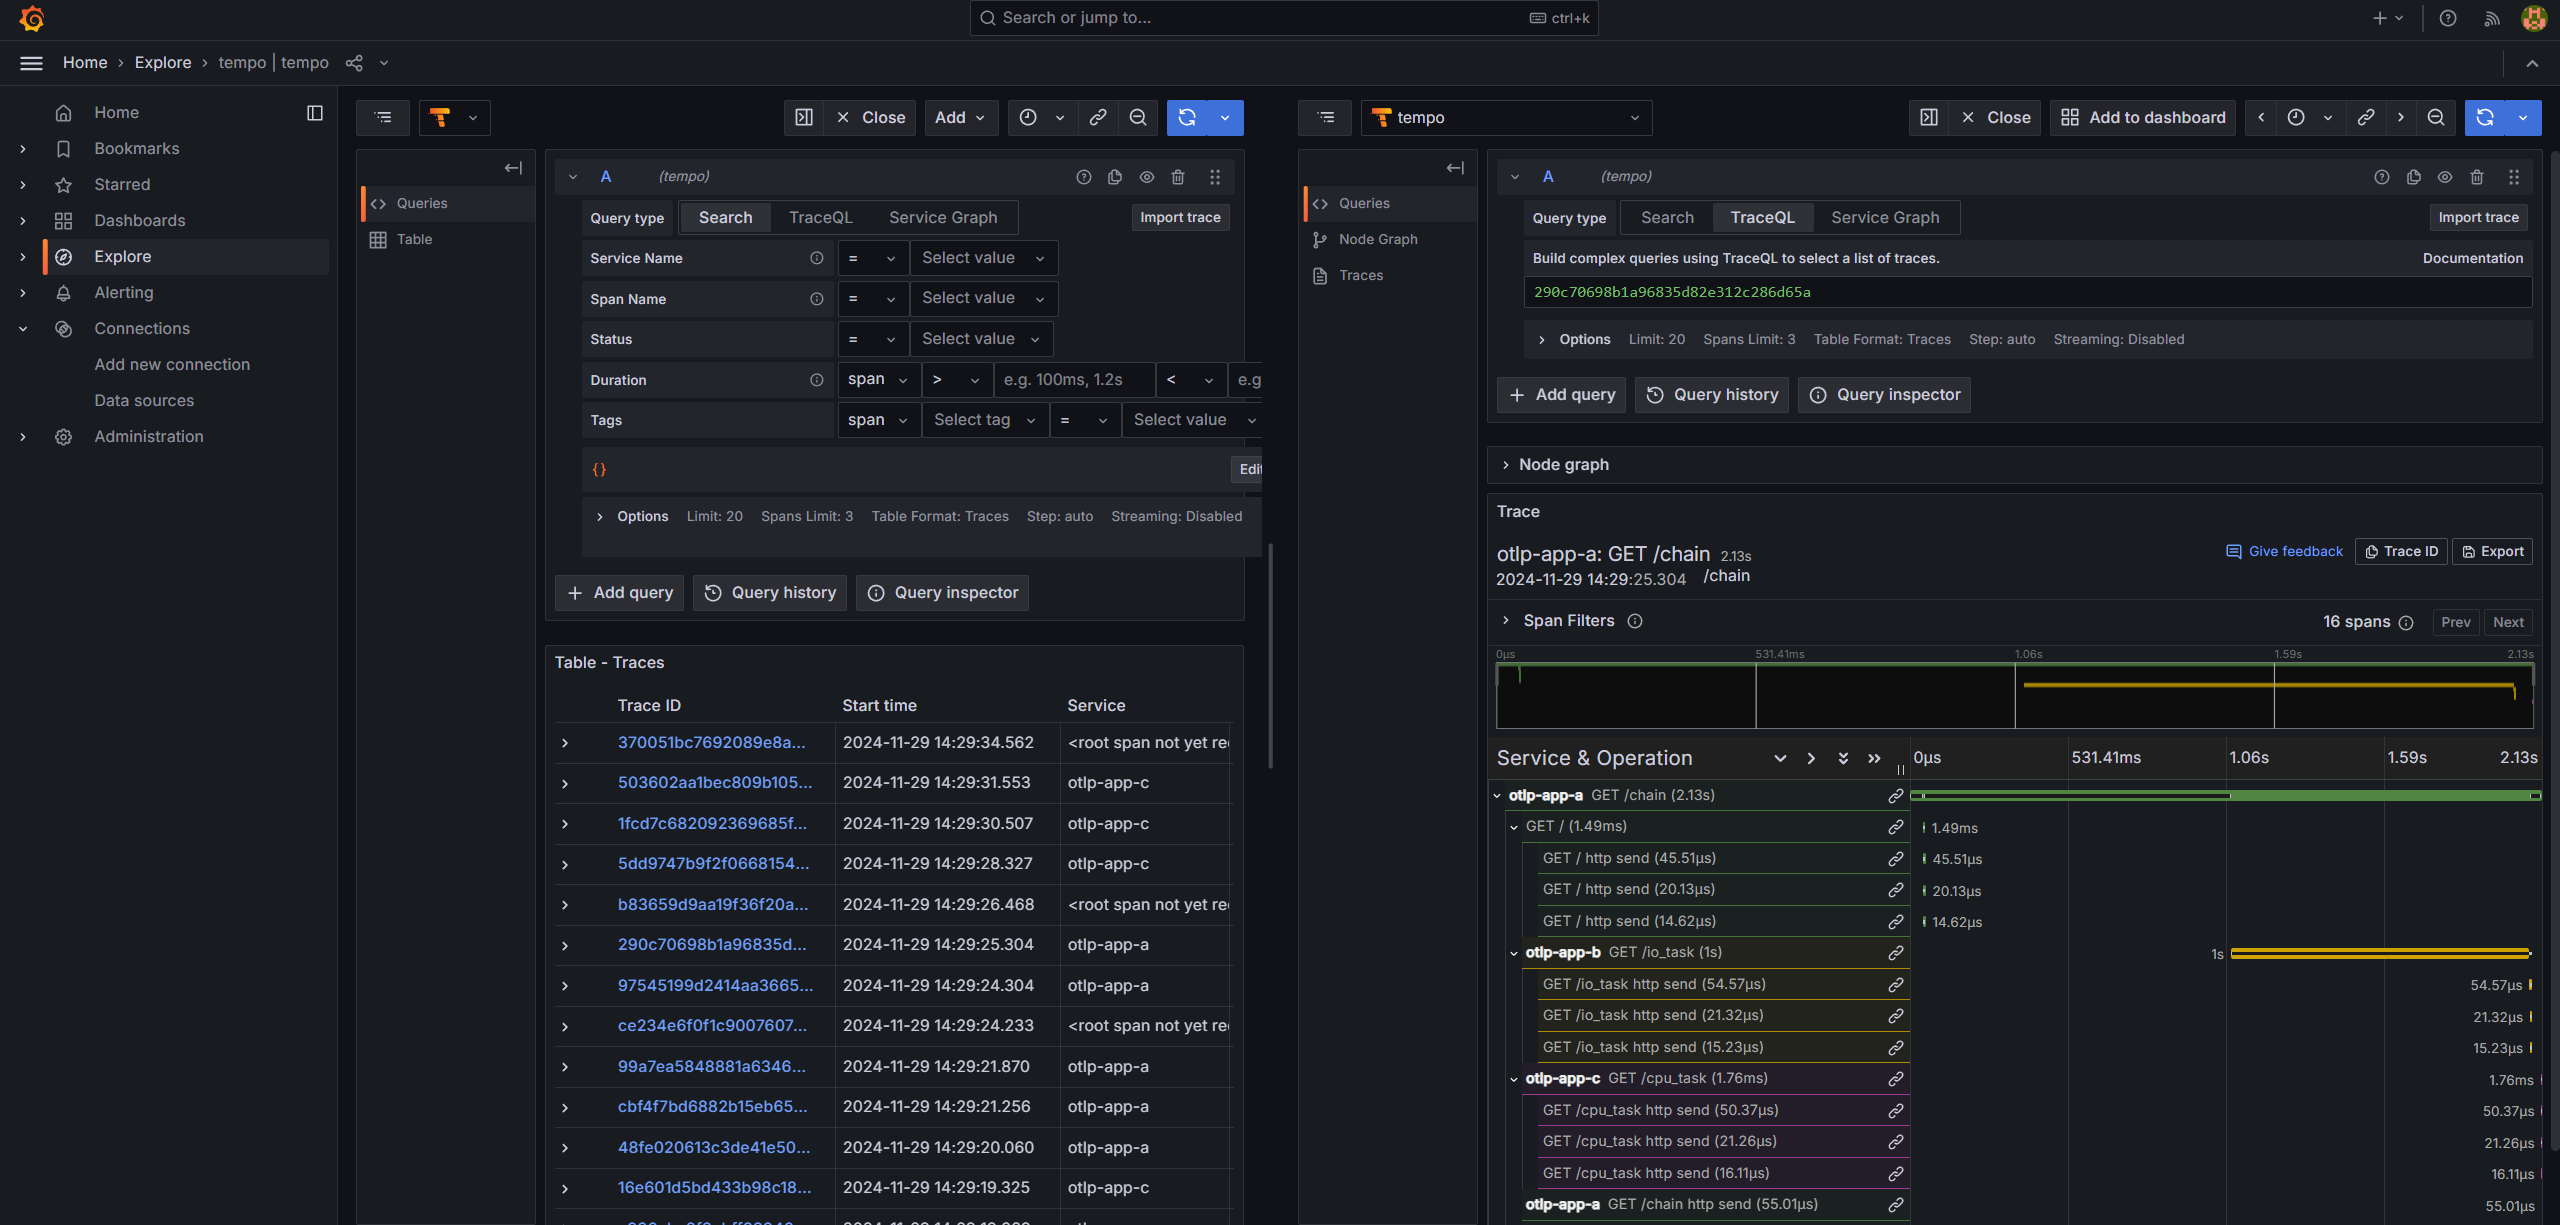 Search or jump to... ctrl+k
Home › Explore › tempo | tempo
Home
Bookmarks
Starred
Dashboards
Explore
Alerting
Connections
Add new connection
Data sources
Administration
Close Add
Queries
Table
A (tempo)
Query type Search TraceQL Service Graph Import trace
Service Name = Select value
Span Name = Select value
Status = Select value
Duration span > e.g. 100ms, 1.2s < e.g
Tags span Select tag = Select value
{} Edit
Options Limit: 20 Spans Limit: 3 Table Format: Traces Step: auto Streaming: Disabled
+ Add query Query history Query inspector
Table - Traces
Trace ID Start time Service
370051bc7692089e8a... 2024-11-29 14:29:34.562 <root span not yet re
503602aa1bec809b105... 2024-11-29 14:29:31.553 otlp-app-c
1fcd7c682092369685f... 2024-11-29 14:29:30.507 otlp-app-c
5dd9747b9f2f0668154... 2024-11-29 14:29:28.327 otlp-app-c
b83659d9aa19f36f20a... 2024-11-29 14:29:26.468 <root span not yet re
290c70698b1a96835d... 2024-11-29 14:29:25.304 otlp-app-a
97545199d2414aa3665... 2024-11-29 14:29:24.304 otlp-app-a
ce234e6f0f1c9007607... 2024-11-29 14:29:24.233 <root span not yet re
99a7ea5848881a6346... 2024-11-29 14:29:21.870 otlp-app-a
cbf4f7bd6882b15eb65... 2024-11-29 14:29:21.256 otlp-app-a
48fe020613c3de41e50... 2024-11-29 14:29:20.060 otlp-app-a
16e601d5bd433b98c18... 2024-11-29 14:29:19.325 otlp-app-c
tempo Close Add to dashboard
Queries
Node Graph
Traces
A (tempo)
Query type Search TraceQL Service Graph Import trace
Build complex queries using TraceQL to select a list of traces. Documentation
290c70698b1a96835d82e312c286d65a
Options Limit: 20 Spans Limit: 3 Table Format: Traces Step: auto Streaming: Disabled
+ Add query Query history Query inspector
Node graph
Trace
otlp-app-a: GET /chain 2.13s Give feedback Trace ID Export
2024-11-29 14:29:25.304 /chain
Span Filters 16 spans Prev Next
0μs 531.41ms 1.06s 1.59s 2.13s
Service & Operation 0μs 531.41ms 1.06s 1.59s 2.13s
otlp-app-a GET /chain (2.13s)
GET / (1.49ms) 1.49ms
GET / http send (45.51μs) 45.51μs
GET / http send (20.13μs) 20.13μs
GET / http send (14.62μs) 14.62μs
otlp-app-b GET /io_task (1s) 1s
GET /io_task http send (54.57μs) 54.57μs
GET /io_task http send (21.32μs) 21.32μs
GET /io_task http send (15.23μs) 15.23μs
otlp-app-c GET /cpu_task (1.76ms) 1.76ms
GET /cpu_task http send (50.37μs) 50.37μs
GET /cpu_task http send (21.26μs) 21.26μs
GET /cpu_task http send (16.11μs) 16.11μs
otlp-app-a GET /chain http send (55.01μs) 55.01μs